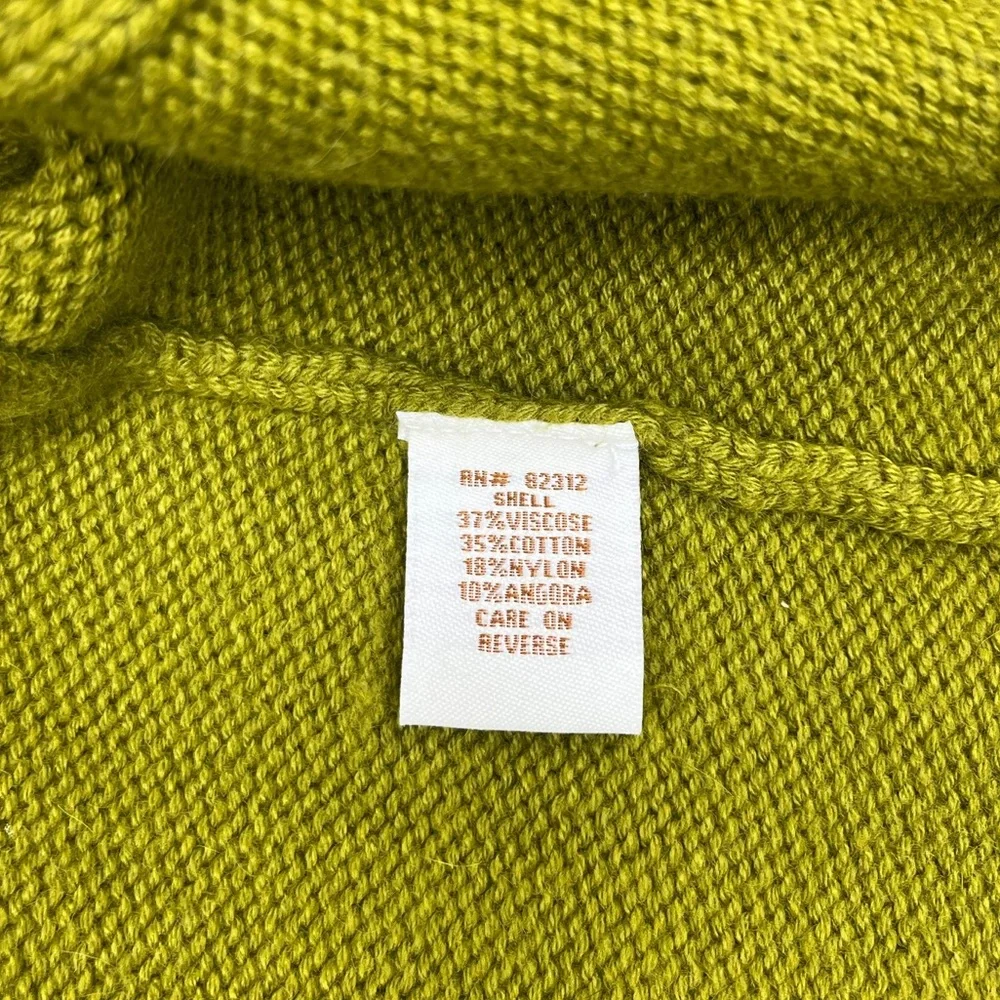 RN# 82312
SHELL
37%VISCOSE
35%COTTON
18%NYLON
10%ANGORA
CARE ON
REVERSE